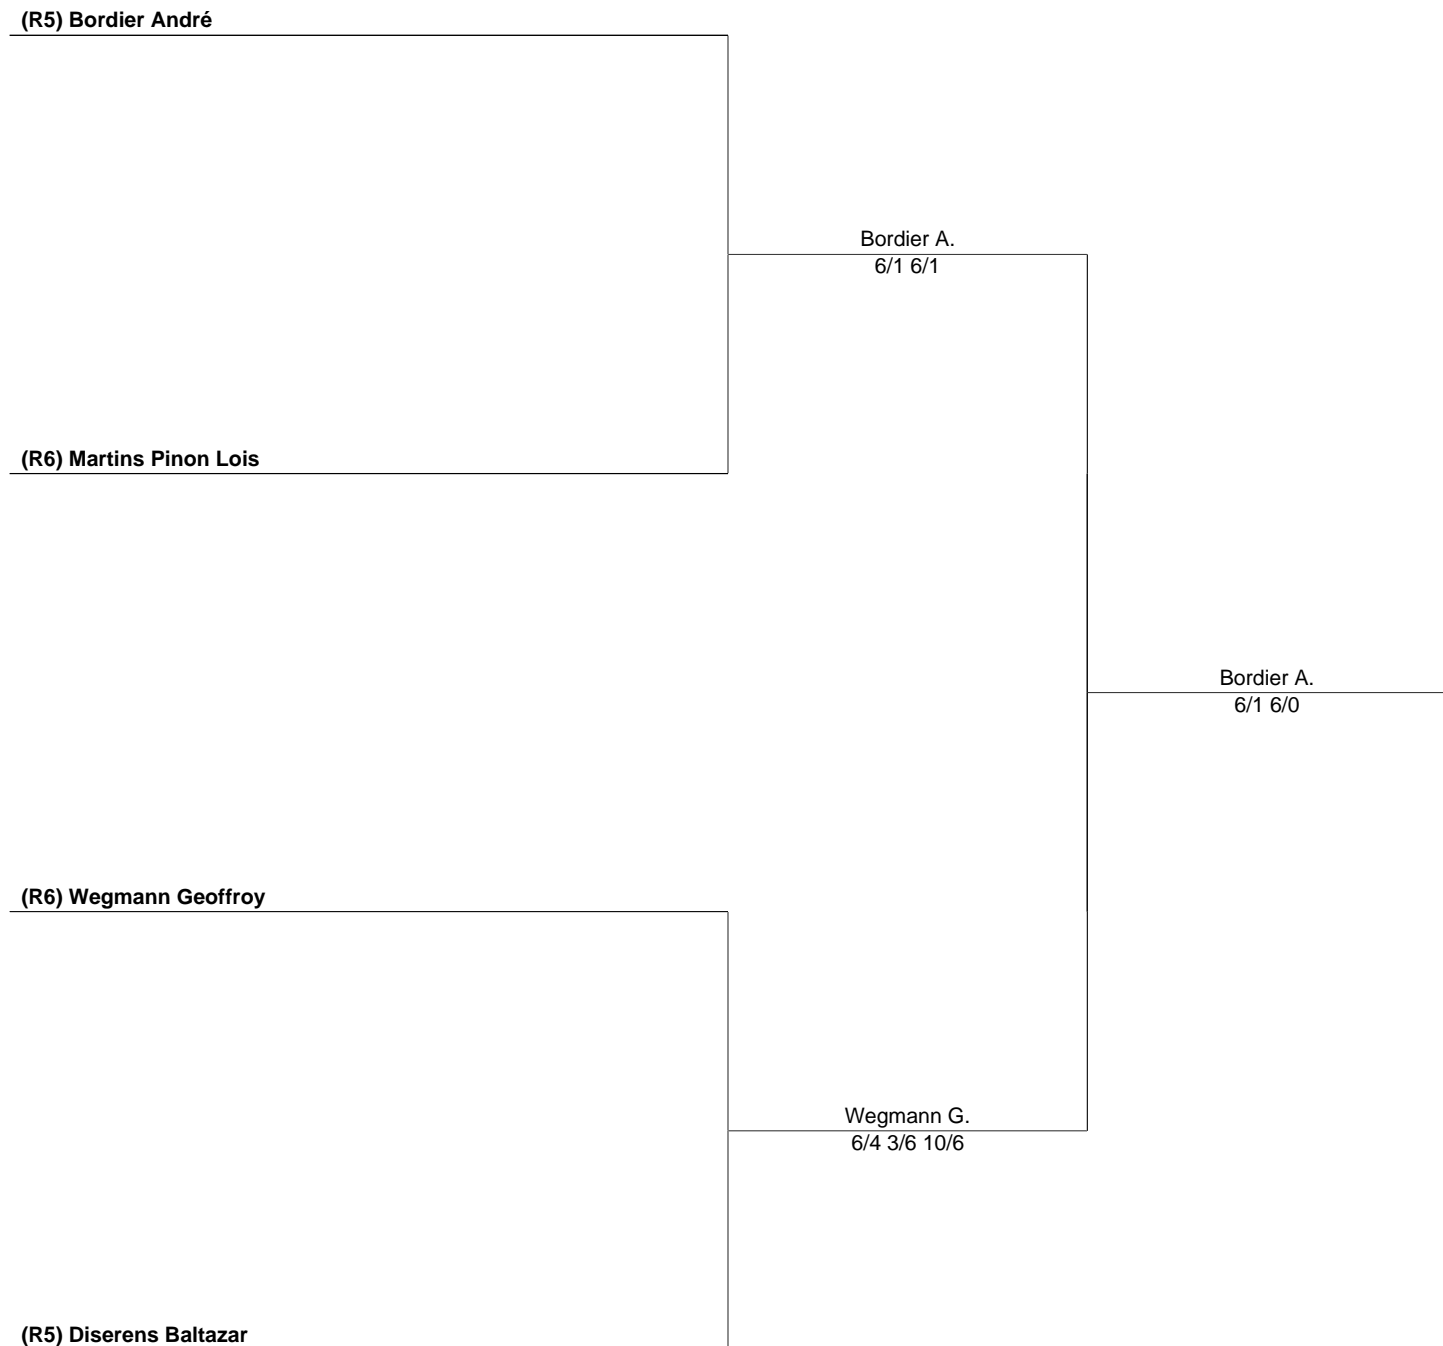 (R5) Bordier André
Bordier A.
6/1 6/1
(R6) Martins Pinon Lois
Bordier A.
6/1 6/0
(R6) Wegmann Geoffroy
Wegmann G.
6/4 3/6 10/6
(R5) Diserens Baltazar